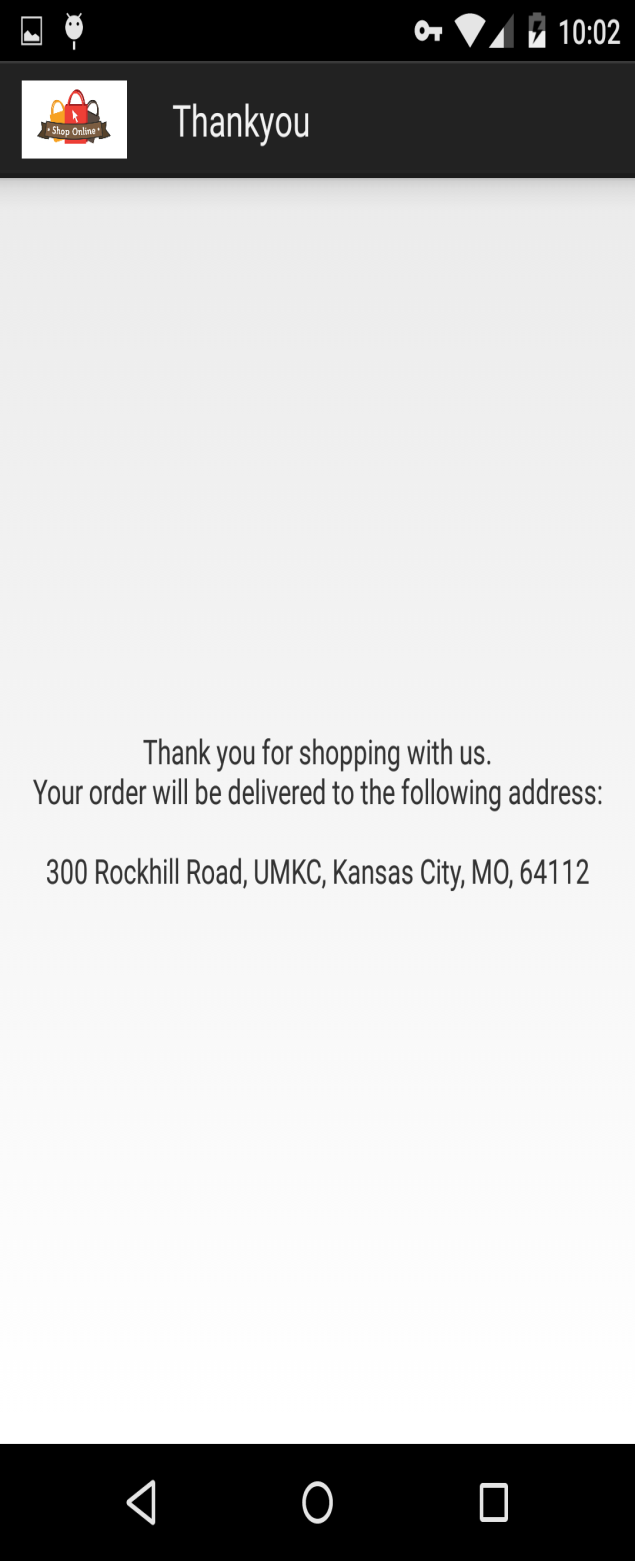 10:02
Shop Online
Thankyou
Thank you for shopping with us.
Your order will be delivered to the following address:
300 Rockhill Road, UMKC, Kansas City, MO, 64112